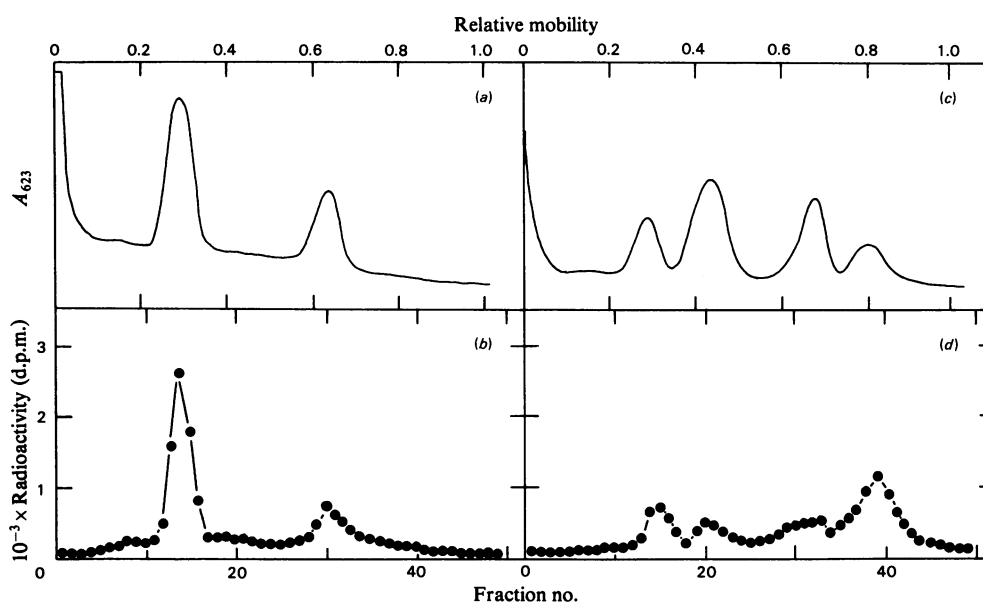 Relative mobility
0 0.2 0.4 0.6 0.8 1.0 0 0.2 0.4 0.6 0.8 1.0
(a) (c)
A623
(b) (d)
3
2
1
10−3 × Radioactivity (d.p.m.)
0 20 40 0 20 40
Fraction no.